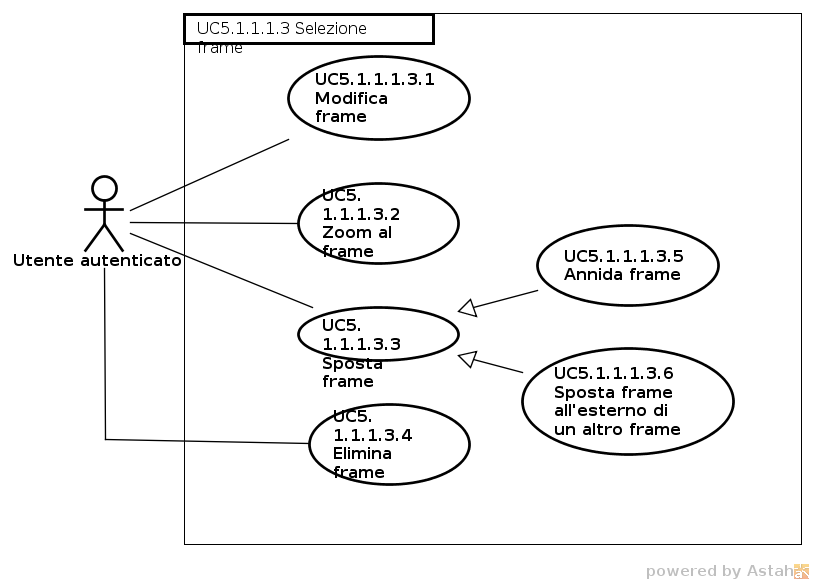 UC5.1.1.1.3 Selezione
frame
UC5.1.1.1.3.1
Modifica
frame
UC5.
1.1.1.3.2
Zoom al
frame
Utente autenticato
UC5.1.1.1.3.5
Annida frame
UC5.
1.1.1.3.3
Sposta
frame
UC5.1.1.1.3.6
Sposta frame
all'esterno di
un altro frame
UC5.
1.1.1.3.4
Elimina
frame
powered by Astah